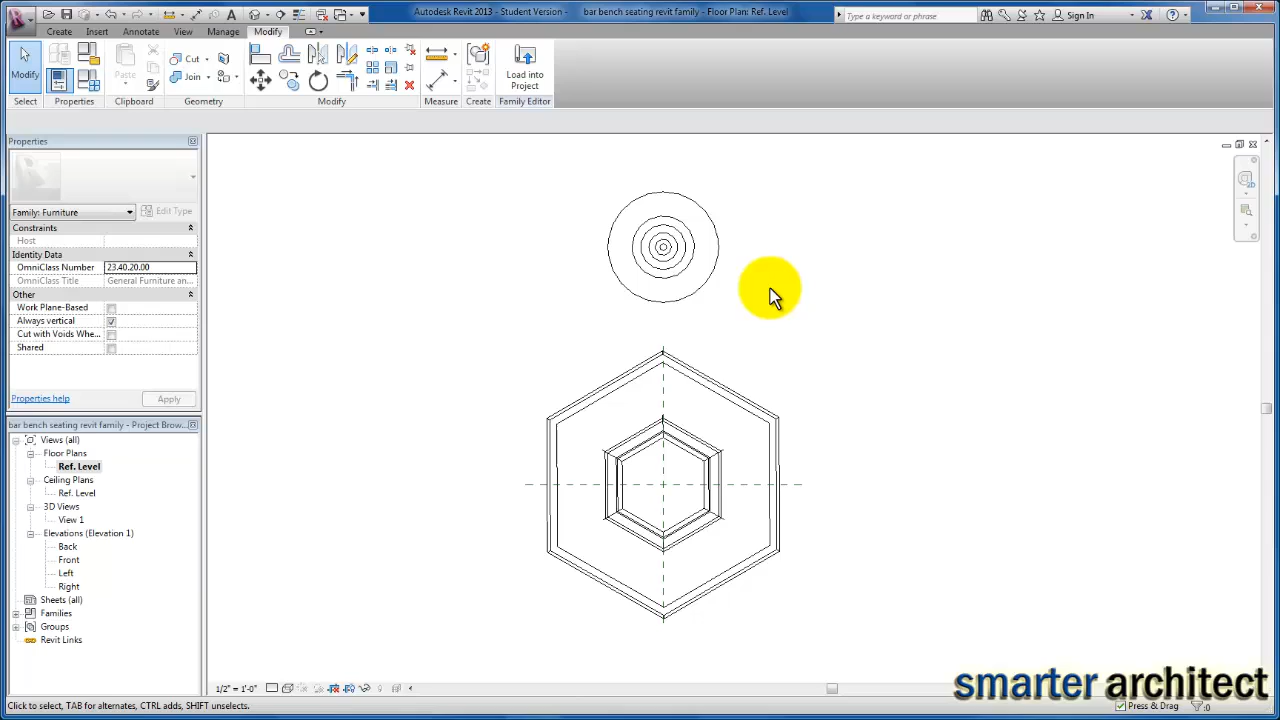 Autodesk Revit 2013 - Student Version - bar bench seating revit family - Floor Plan: Ref. Level
Type a keyword or phrase
Sign In
Create Insert Annotate View Manage Modify
Modify
Paste
Cut
Join
Load into
Project
Select Properties Clipboard Geometry Modify Measure Create Family Editor
Properties
Family: Furniture
Edit Type
Constraints
Host
Identity Data
OmniClass Number 23.40.20.00
OmniClass Title General Furniture an...
Other
Work Plane-Based
Always vertical
Cut with Voids Whe...
Shared
Properties help
Apply
bar bench seating revit family - Project Brow...
Views (all)
Floor Plans
Ref. Level
Ceiling Plans
Ref. Level
3D Views
View 1
Elevations (Elevation 1)
Back
Front
Left
Right
Sheets (all)
Families
Groups
Revit Links
1/2" = 1'-0"
smarter architect
Click to select, TAB for alternates, CTRL adds, SHIFT unselects.
Press & Drag
:0